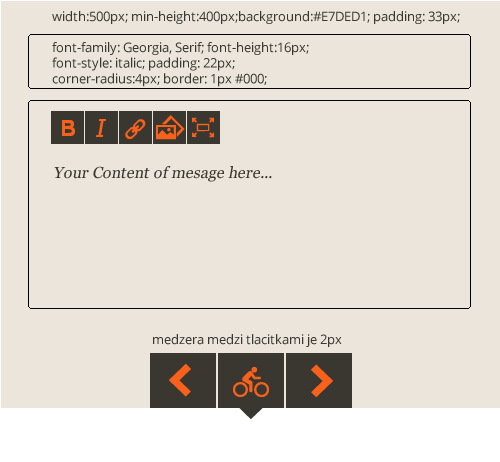 width:500px; min-height:400px;background:#E7DED1; padding: 33px;
font-family: Georgia, Serif; font-height:16px;
font-style: italic; padding: 22px;
corner-radius:4px; border: 1px #000;
B I
Your Content of mesage here...
medzera medzi tlacitkami je 2px